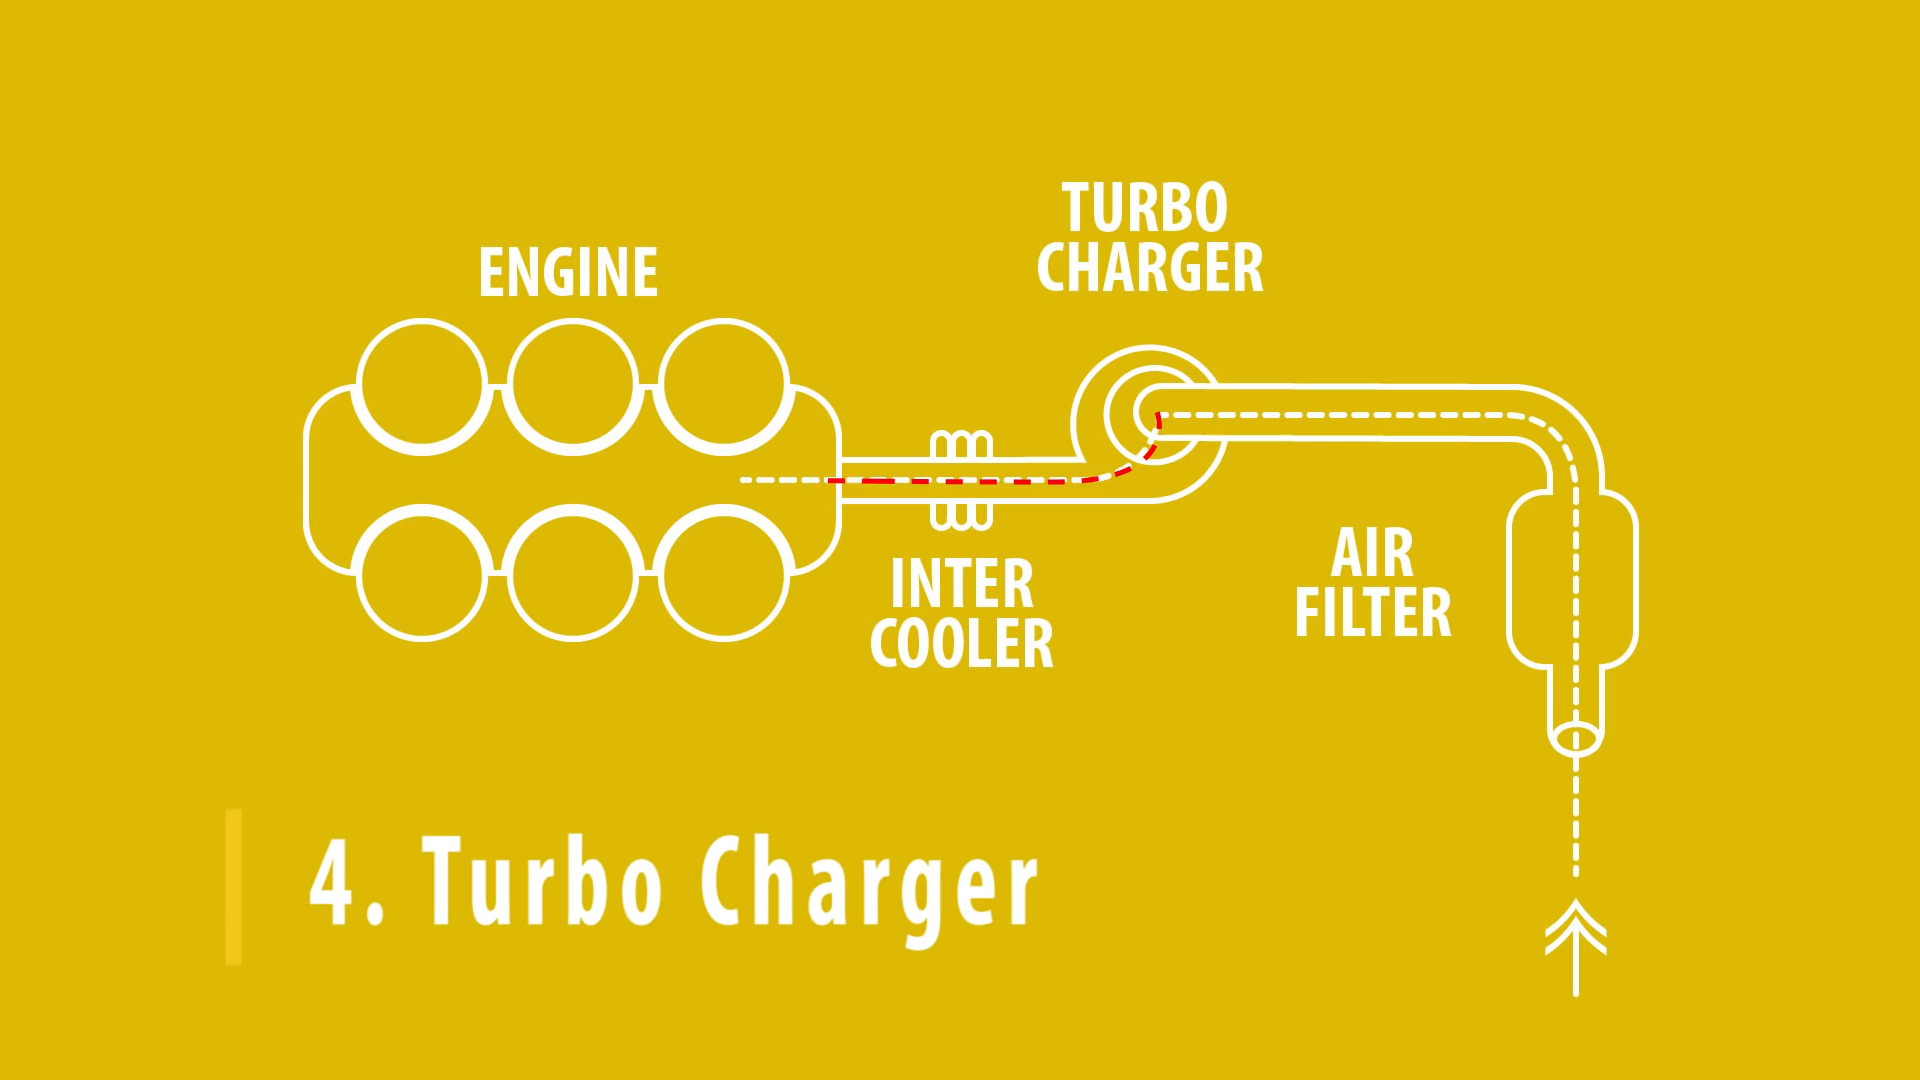 TURBO
CHARGER
ENGINE
AIR
FILTER
INTER
COOLER
4. Turbo Charger